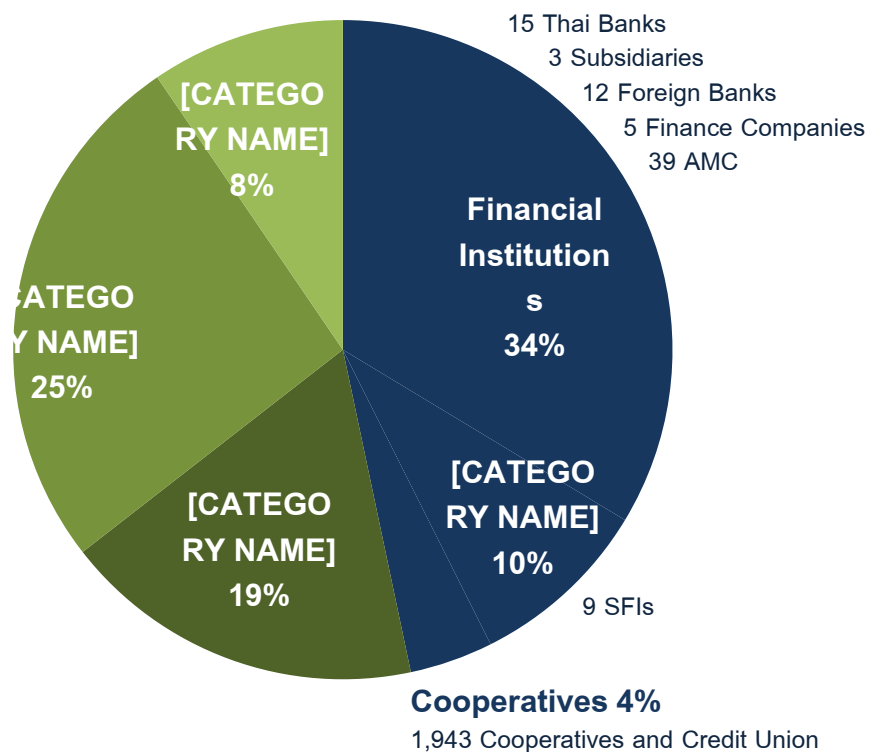 15 Thai Banks
3 Subsidiaries
12 Foreign Banks
5 Finance Companies
39 AMC
[CATEGO
RY NAME]
8%
Financial
Institution
s
34%
CATEGO
Y NAME]
25%
[CATEGO
RY NAME]
10%
[CATEGO
RY NAME]
19%
9 SFIs
Cooperatives 4%
1,943 Cooperatives and Credit Union